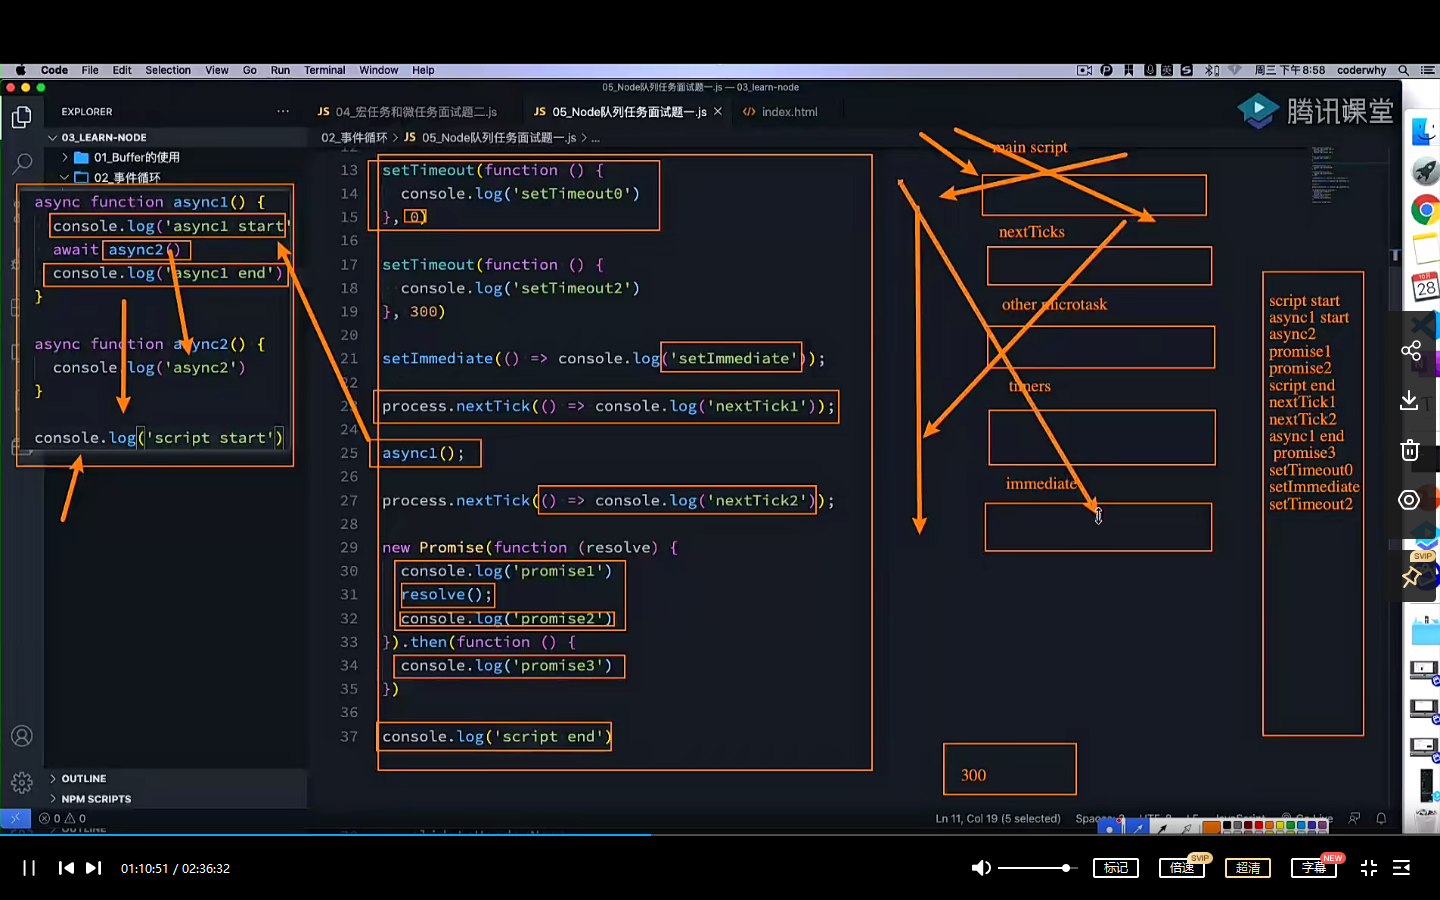 Code File Edit Selection View Go Run Terminal Window Help 周三 下午8:58 coderwhy
05_Node队列任务面试题一.js — 03_learn-node
EXPLORER ···
JS 04_宏任务和微任务面试题二.js JS 05_Node队列任务面试题一.js × <> index.html
腾讯课堂
03_LEARN-NODE
02_事件循环 > JS 05_Node队列任务面试题一.js > ...
01_Buffer的使用
02_事件循环
async function async1() {
console.log('async1 start'
await async2()
console.log('async1 end')
}
async function async2() {
console.log('async2')
}
console.log('script start')
OUTLINE
NPM SCRIPTS
12
13 setTimeout(function () {
14 console.log('setTimeout0')
15 }, 0)
16
17 setTimeout(function () {
18 console.log('setTimeout2')
19 }, 300)
20
21 setImmediate(() => console.log('setImmediate'));
22
23 process.nextTick(() => console.log('nextTick1'));
24
25 async1();
26
27 process.nextTick(() => console.log('nextTick2'));
28
29 new Promise(function (resolve) {
30 console.log('promise1')
31 resolve();
32 console.log('promise2')
33 }).then(function () {
34 console.log('promise3')
35 })
36
37 console.log('script end')
main script
nextTicks
other microtask
timers
immediate
300
script start
async1 start
async2
promise1
promise2
script end
nextTick1
nextTick2
async1 end
promise3
setTimeout0
setImmediate
setTimeout2
10月
28
SVIP
0 0
Ln 11, Col 19 (5 selected)
01:10:51 / 02:36:32
标记 倍速 SVIP 超清 字幕 NEW